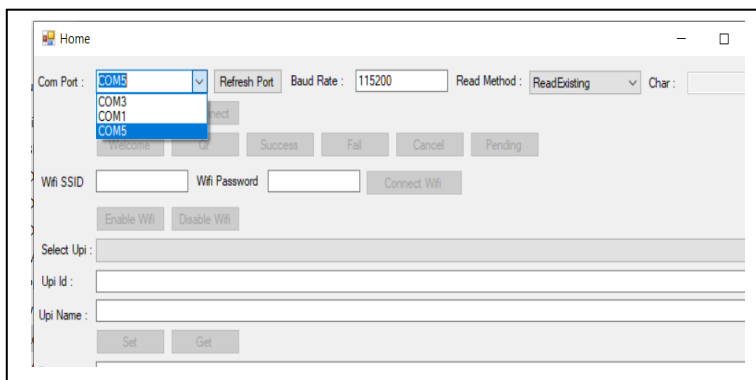 Home
Com Port : COM5 Refresh Port Baud Rate : 115200 Read Method : ReadExisting Char :
COM3
COM1
COM5
Welcome Qr Success Fail Cancel Pending
Wifi SSID Wifi Password Connect Wifi
Enable Wifi Disable Wifi
Select Upi :
Upi Id :
Upi Name :
Set Get